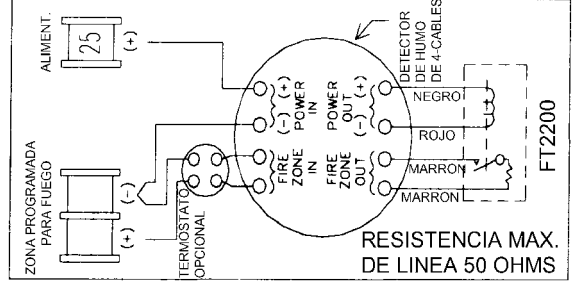 ALIMENT.
25
(+)
ZONA PROGRAMADA
PARA FUEGO
(-)
(+)
TERMOSTATO
OPCIONAL
(+)
POWER
IN
(-)
(+)
POWER
OUT
(-)
FIRE
ZONE
IN
FIRE
ZONE
OUT
DETECTOR
DE HUMO
DE 4-CABLES
NEGRO
ROJO
MARRON
MARRON
FT2200
RESISTENCIA MAX.
DE LINEA 50 OHMS